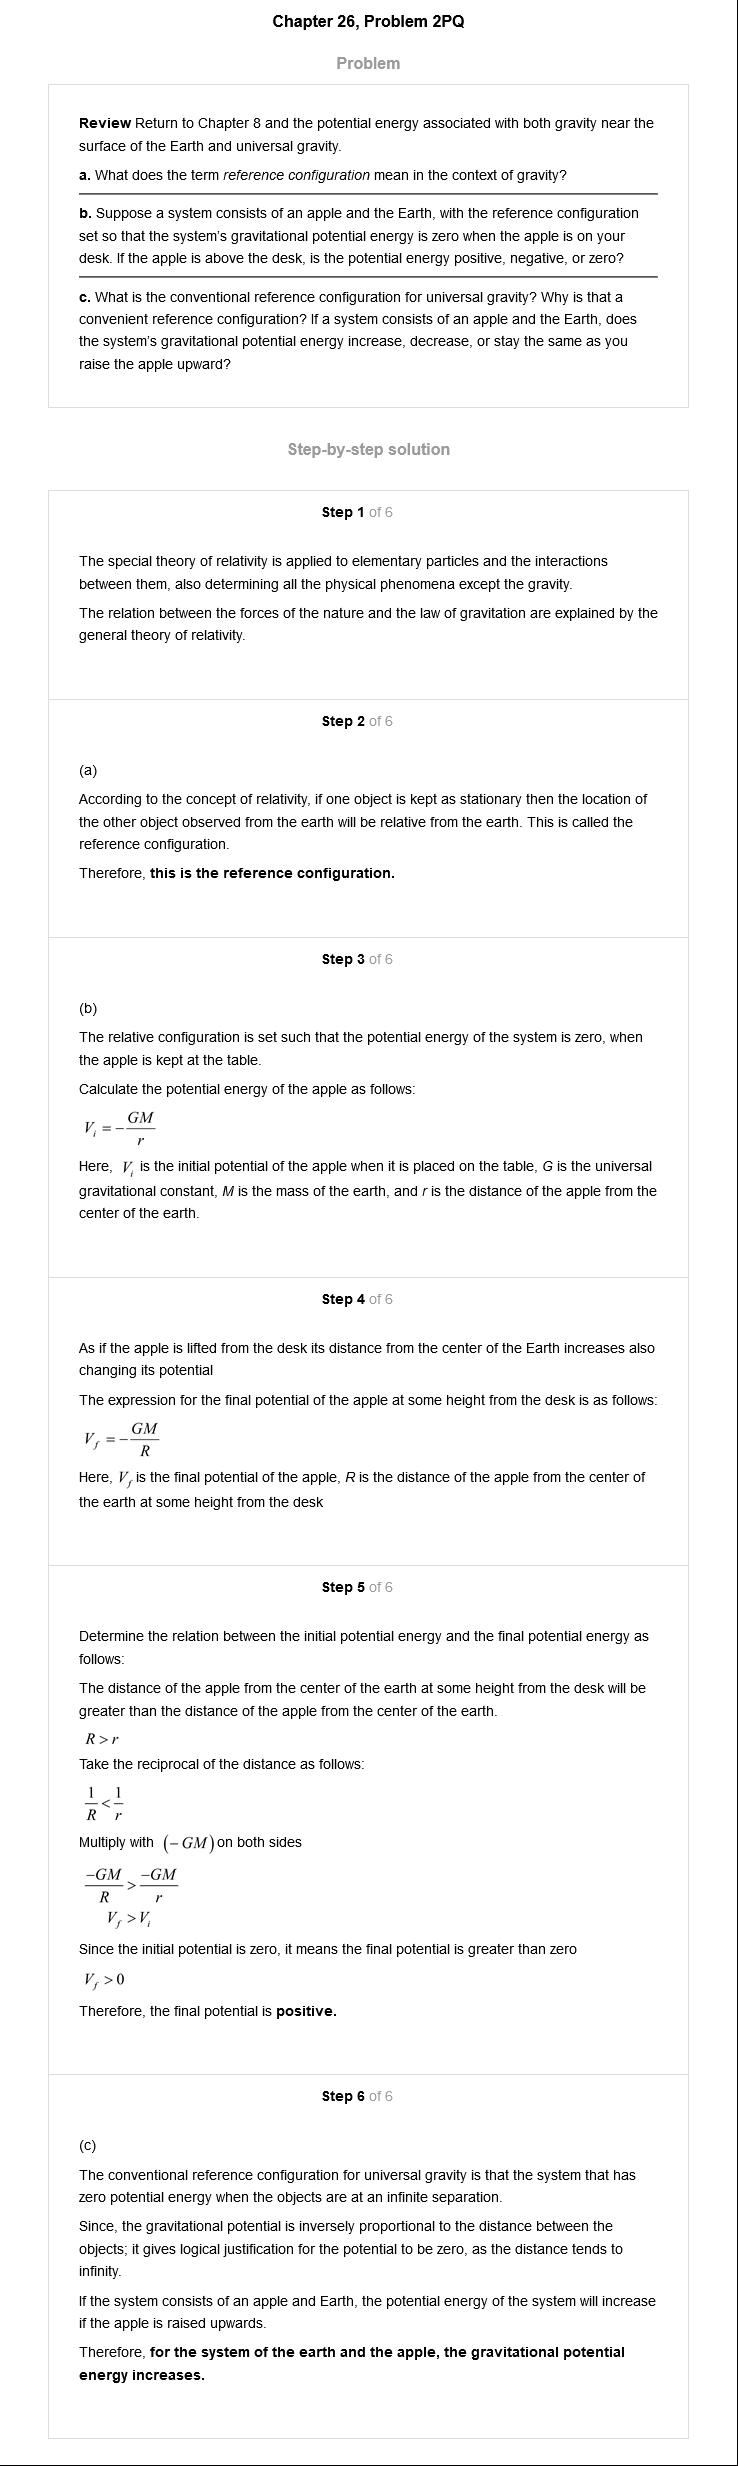 Chapter 26, Problem 2PQ
Problem
Review Return to Chapter 8 and the potential energy associated with both gravity near the
surface of the Earth and universal gravity.
a. What does the term reference configuration mean in the context of gravity?
b. Suppose a system consists of an apple and the Earth, with the reference configuration
set so that the system's gravitational potential energy is zero when the apple is on your
desk. If the apple is above the desk, is the potential energy positive, negative, or zero?
c. What is the conventional reference configuration for universal gravity? Why is that a
convenient reference configuration? If a system consists of an apple and the Earth, does
the system's gravitational potential energy increase, decrease, or stay the same as you
raise the apple upward?
Step-by-step solution
Step 1 of 6
The special theory of relativity is applied to elementary particles and the interactions
between them, also determining all the physical phenomena except the gravity.
The relation between the forces of the nature and the law of gravitation are explained by the
general theory of relativity.
Step 2 of 6
(a)
According to the concept of relativity, if one object is kept as stationary then the location of
the other object observed from the earth will be relative from the earth. This is called the
reference configuration.
Therefore, this is the reference configuration.
Step 3 of 6
(b)
The relative configuration is set such that the potential energy of the system is zero, when
the apple is kept at the table.
Calculate the potential energy of the apple as follows:
V_i = -GM/r
Here, V_i is the initial potential of the apple when it is placed on the table, G is the universal
gravitational constant, M is the mass of the earth, and r is the distance of the apple from the
center of the earth.
Step 4 of 6
As if the apple is lifted from the desk its distance from the center of the Earth increases also
changing its potential
The expression for the final potential of the apple at some height from the desk is as follows:
V_f = -GM/R
Here, V_f is the final potential of the apple, R is the distance of the apple from the center of
the earth at some height from the desk
Step 5 of 6
Determine the relation between the initial potential energy and the final potential energy as
follows:
The distance of the apple from the center of the earth at some height from the desk will be
greater than the distance of the apple from the center of the earth.
R > r
Take the reciprocal of the distance as follows:
1/R < 1/r
Multiply with (-GM) on both sides
-GM/R > -GM/r
V_f > V_i
Since the initial potential is zero, it means the final potential is greater than zero
V_f > 0
Therefore, the final potential is positive.
Step 6 of 6
(c)
The conventional reference configuration for universal gravity is that the system that has
zero potential energy when the objects are at an infinite separation.
Since, the gravitational potential is inversely proportional to the distance between the
objects; it gives logical justification for the potential to be zero, as the distance tends to
infinity.
If the system consists of an apple and Earth, the potential energy of the system will increase
if the apple is raised upwards.
Therefore, for the system of the earth and the apple, the gravitational potential
energy increases.